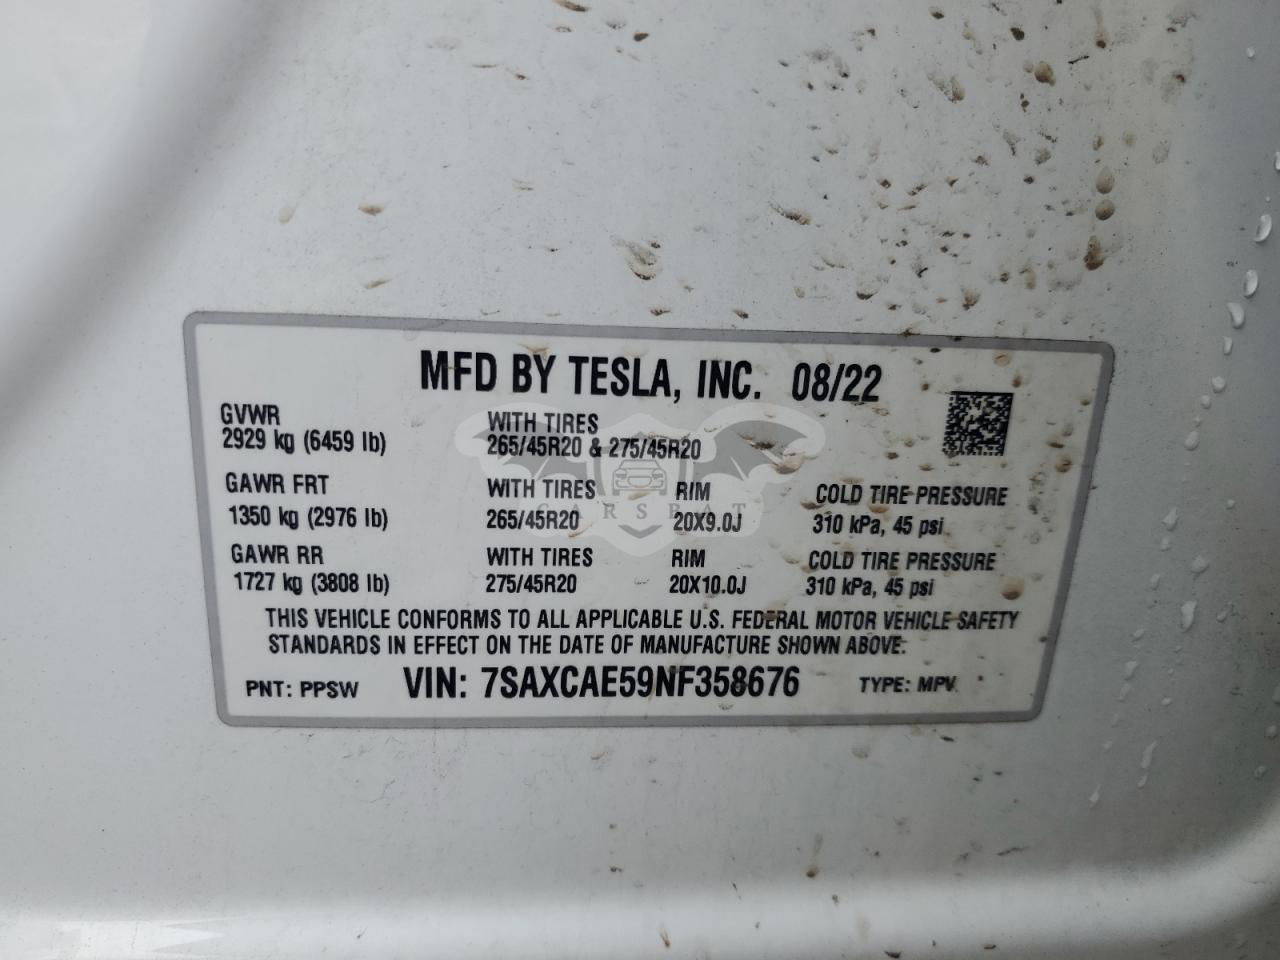 MFD BY TESLA, INC. 08/22
GVWR
2929 kg (6459 lb)
WITH TIRES
265/45R20 & 275/45R20
GAWR FRT
1350 kg (2976 lb)
WITH TIRES
265/45R20
RIM
20X9.0J
COLD TIRE PRESSURE
310 kPa, 45 psi
GAWR RR
1727 kg (3808 lb)
WITH TIRES
275/45R20
RIM
20X10.0J
COLD TIRE PRESSURE
310 kPa, 45 psi
THIS VEHICLE CONFORMS TO ALL APPLICABLE U.S. FEDERAL MOTOR VEHICLE SAFETY
STANDARDS IN EFFECT ON THE DATE OF MANUFACTURE SHOWN ABOVE.
PNT: PPSW VIN: 7SAXCAE59NF358676 TYPE: MPV
CARSBAT